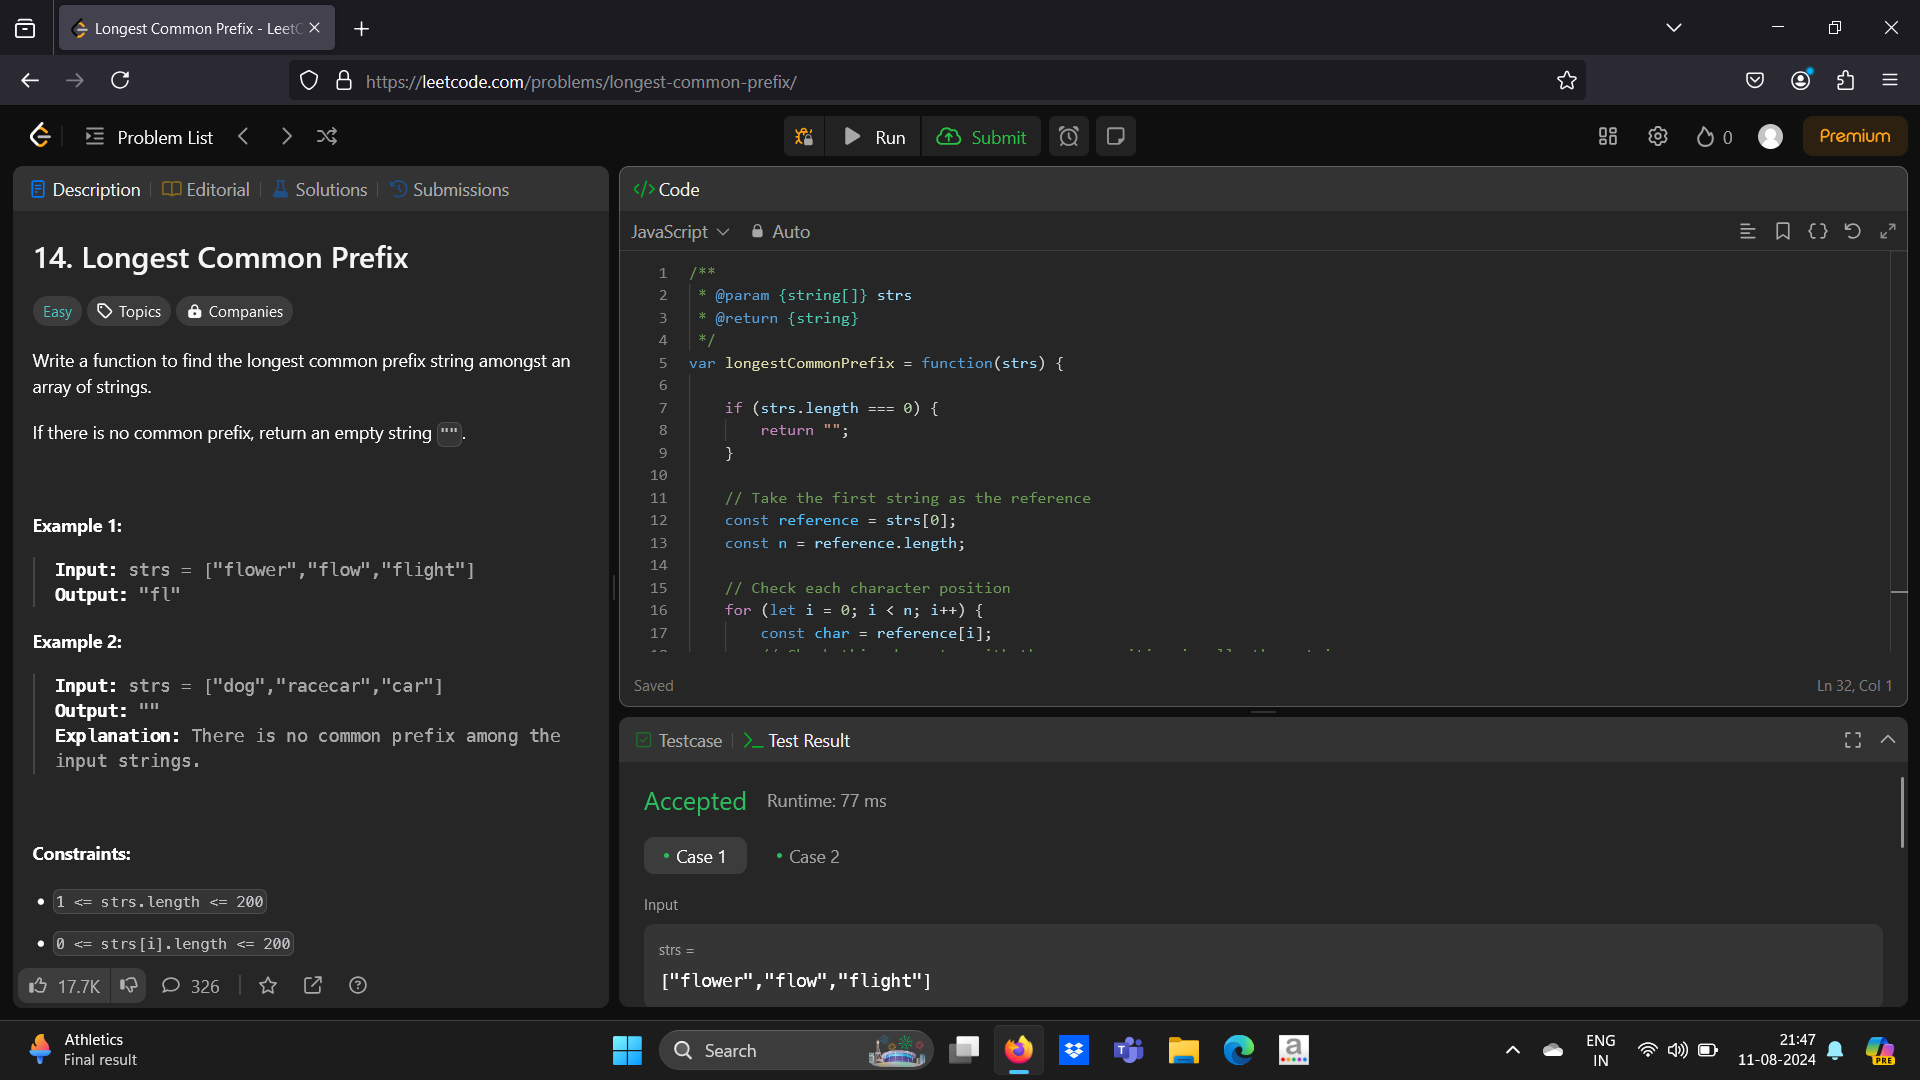 Longest Common Prefix - Leet
https://leetcode.com/problems/longest-common-prefix/
Problem List
Run
Submit
0
Premium
Description
Editorial
Solutions
Submissions
14. Longest Common Prefix
Easy
Topics
Companies
Write a function to find the longest common prefix string amongst an
array of strings.
If there is no common prefix, return an empty string "".
Example 1:
Input: strs = ["flower","flow","flight"]
Output: "fl"
Example 2:
Input: strs = ["dog","racecar","car"]
Output: ""
Explanation: There is no common prefix among the
input strings.
Constraints:
• 1 <= strs.length <= 200
• 0 <= strs[i].length <= 200
17.7K
326
</> Code
JavaScript
Auto
1 /**
2 * @param {string[]} strs
3 * @return {string}
4 */
5 var longestCommonPrefix = function(strs) {
6
7 if (strs.length === 0) {
8 return "";
9 }
10
11 // Take the first string as the reference
12 const reference = strs[0];
13 const n = reference.length;
14
15 // Check each character position
16 for (let i = 0; i < n; i++) {
17 const char = reference[i];
Saved
Ln 32, Col 1
Testcase
Test Result
Accepted
Runtime: 77 ms
• Case 1
• Case 2
Input
strs =
["flower","flow","flight"]
Athletics
Final result
Search
a
ENG
IN
21:47
11-08-2024
PRE